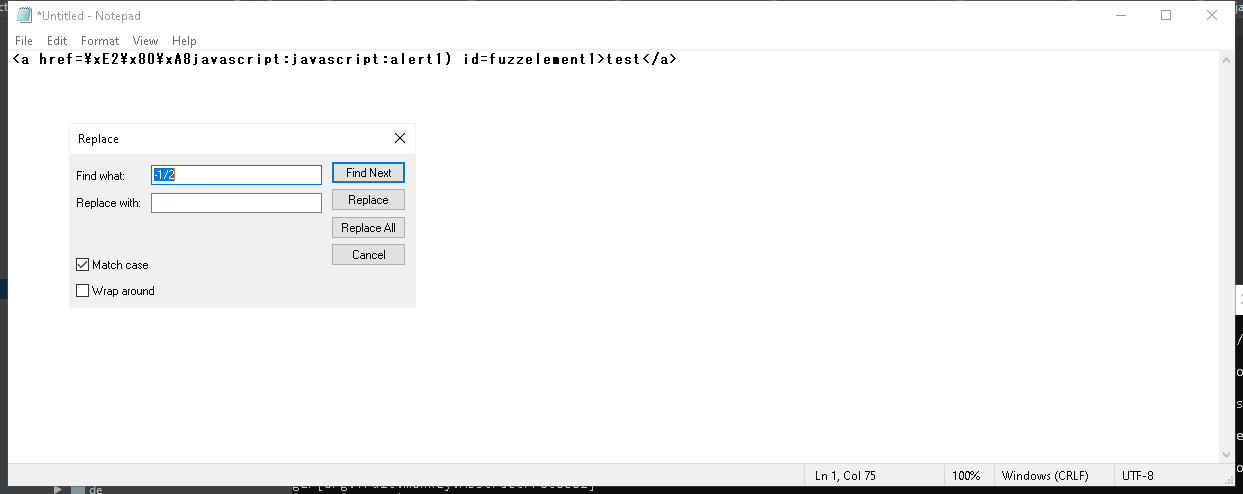 *Untitled - Notepad
File Edit Format View Help
<a href=¥xE2¥x80¥xA8javascript:javascript:alert1) id=fuzzelement1>test</a>
Replace
Find what: -1/2 Find Next
Replace with: Replace
Replace All
Cancel
Match case
Wrap around
Ln 1, Col 75 100% Windows (CRLF) UTF-8
de